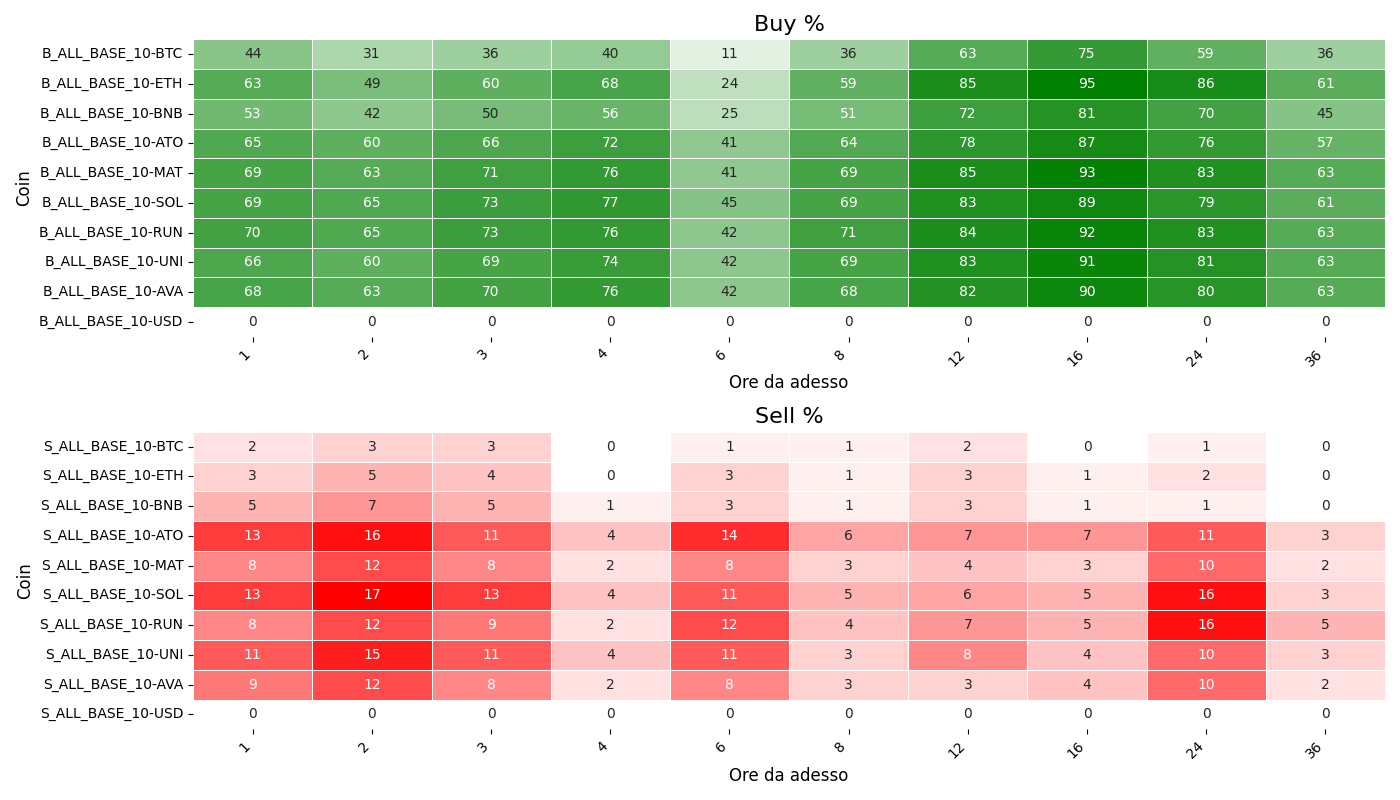 Buy %
Coin
B_ALL_BASE_10-BTC 44 31 36 40 11 36 63 75 59 36
B_ALL_BASE_10-ETH 63 49 60 68 24 59 85 95 86 61
B_ALL_BASE_10-BNB 53 42 50 56 25 51 72 81 70 45
B_ALL_BASE_10-ATO 65 60 66 72 41 64 78 87 76 57
B_ALL_BASE_10-MAT 69 63 71 76 41 69 85 93 83 63
B_ALL_BASE_10-SOL 69 65 73 77 45 69 83 89 79 61
B_ALL_BASE_10-RUN 70 65 73 76 42 71 84 92 83 63
B_ALL_BASE_10-UNI 66 60 69 74 42 69 83 91 81 63
B_ALL_BASE_10-AVA 68 63 70 76 42 68 82 90 80 63
B_ALL_BASE_10-USD 0 0 0 0 0 0 0 0 0 0
1 2 3 4 6 8 12 16 24 36
Ore da adesso
Sell %
Coin
S_ALL_BASE_10-BTC 2 3 3 0 1 1 2 0 1 0
S_ALL_BASE_10-ETH 3 5 4 0 3 1 3 1 2 0
S_ALL_BASE_10-BNB 5 7 5 1 3 1 3 1 1 0
S_ALL_BASE_10-ATO 13 16 11 4 14 6 7 7 11 3
S_ALL_BASE_10-MAT 8 12 8 2 8 3 4 3 10 2
S_ALL_BASE_10-SOL 13 17 13 4 11 5 6 5 16 3
S_ALL_BASE_10-RUN 8 12 9 2 12 4 7 5 16 5
S_ALL_BASE_10-UNI 11 15 11 4 11 3 8 4 10 3
S_ALL_BASE_10-AVA 9 12 8 2 8 3 3 4 10 2
S_ALL_BASE_10-USD 0 0 0 0 0 0 0 0 0 0
1 2 3 4 6 8 12 16 24 36
Ore da adesso